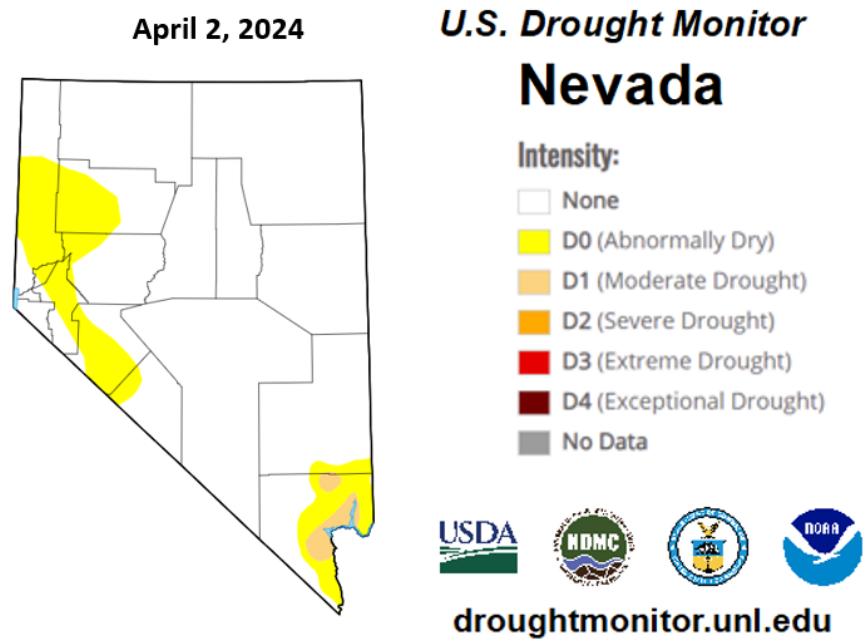 April 2, 2024
U.S. Drought Monitor
Nevada
Intensity:
None
D0 (Abnormally Dry)
D1 (Moderate Drought)
D2 (Severe Drought)
D3 (Extreme Drought)
D4 (Exceptional Drought)
No Data
USDA
NDMC
NOAA
droughtmonitor.unl.edu